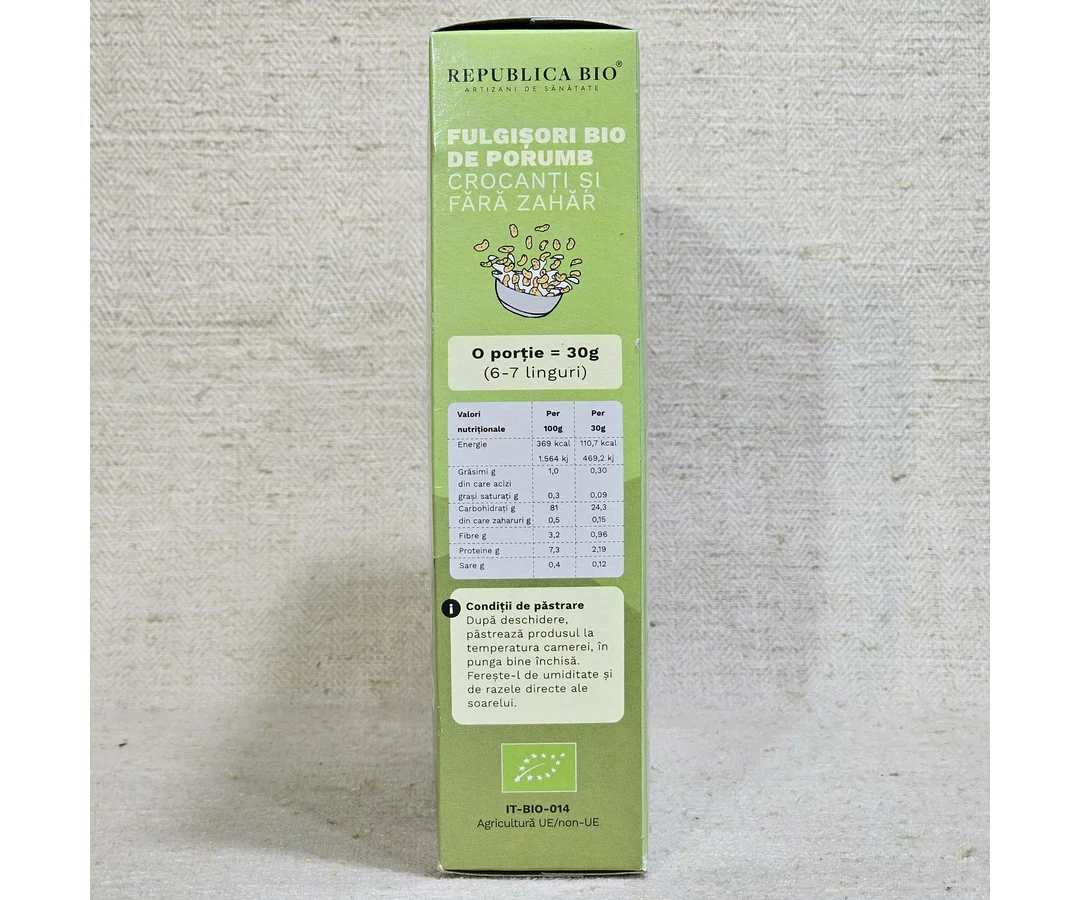 REPUBLICA BIO®
ARTIZANI DE SĂNĂTATE
FULGIȘORI BIO
DE PORUMB
CROCANȚI ȘI
FĂRĂ ZAHĂR
O porție = 30g
(6-7 linguri)
Valori nutriționale Per 100g Per 30g
Energie 369 kcal 110,7 kcal
1.564 kj 469,2 kj
Grăsimi g 1,0 0,30
din care acizi
grași saturați g 0,3 0,09
Carbohidrați g 81 24,3
din care zaharuri g 0,5 0,15
Fibre g 3,2 0,96
Proteine g 7,3 2,19
Sare g 0,4 0,12
i Condiții de păstrare
După deschidere,
păstrează produsul la
temperatura camerei, în
punga bine închisă.
Ferește-l de umiditate și
de razele directe ale
soarelui.
IT-BIO-014
Agricultură UE/non-UE